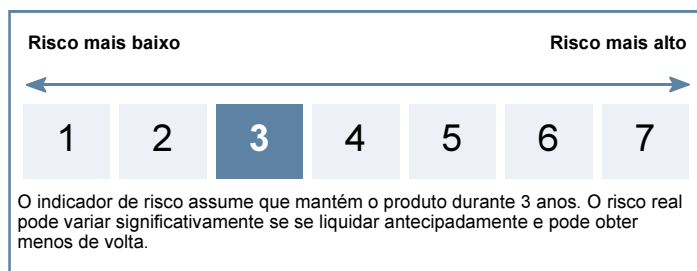 Risco mais baixo Risco mais alto
1 2 3 4 5 6 7
O indicador de risco assume que mantém o produto durante 3 anos. O risco real
pode variar significativamente se se liquidar antecipadamente e pode obter
menos de volta.